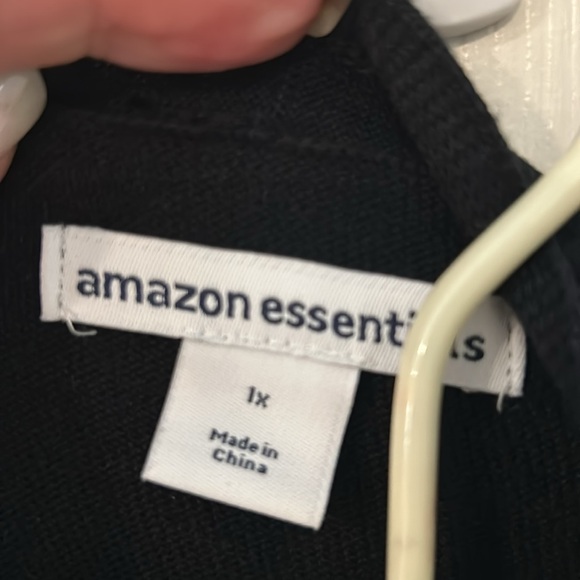 amazon essentials
1x
Made in
China